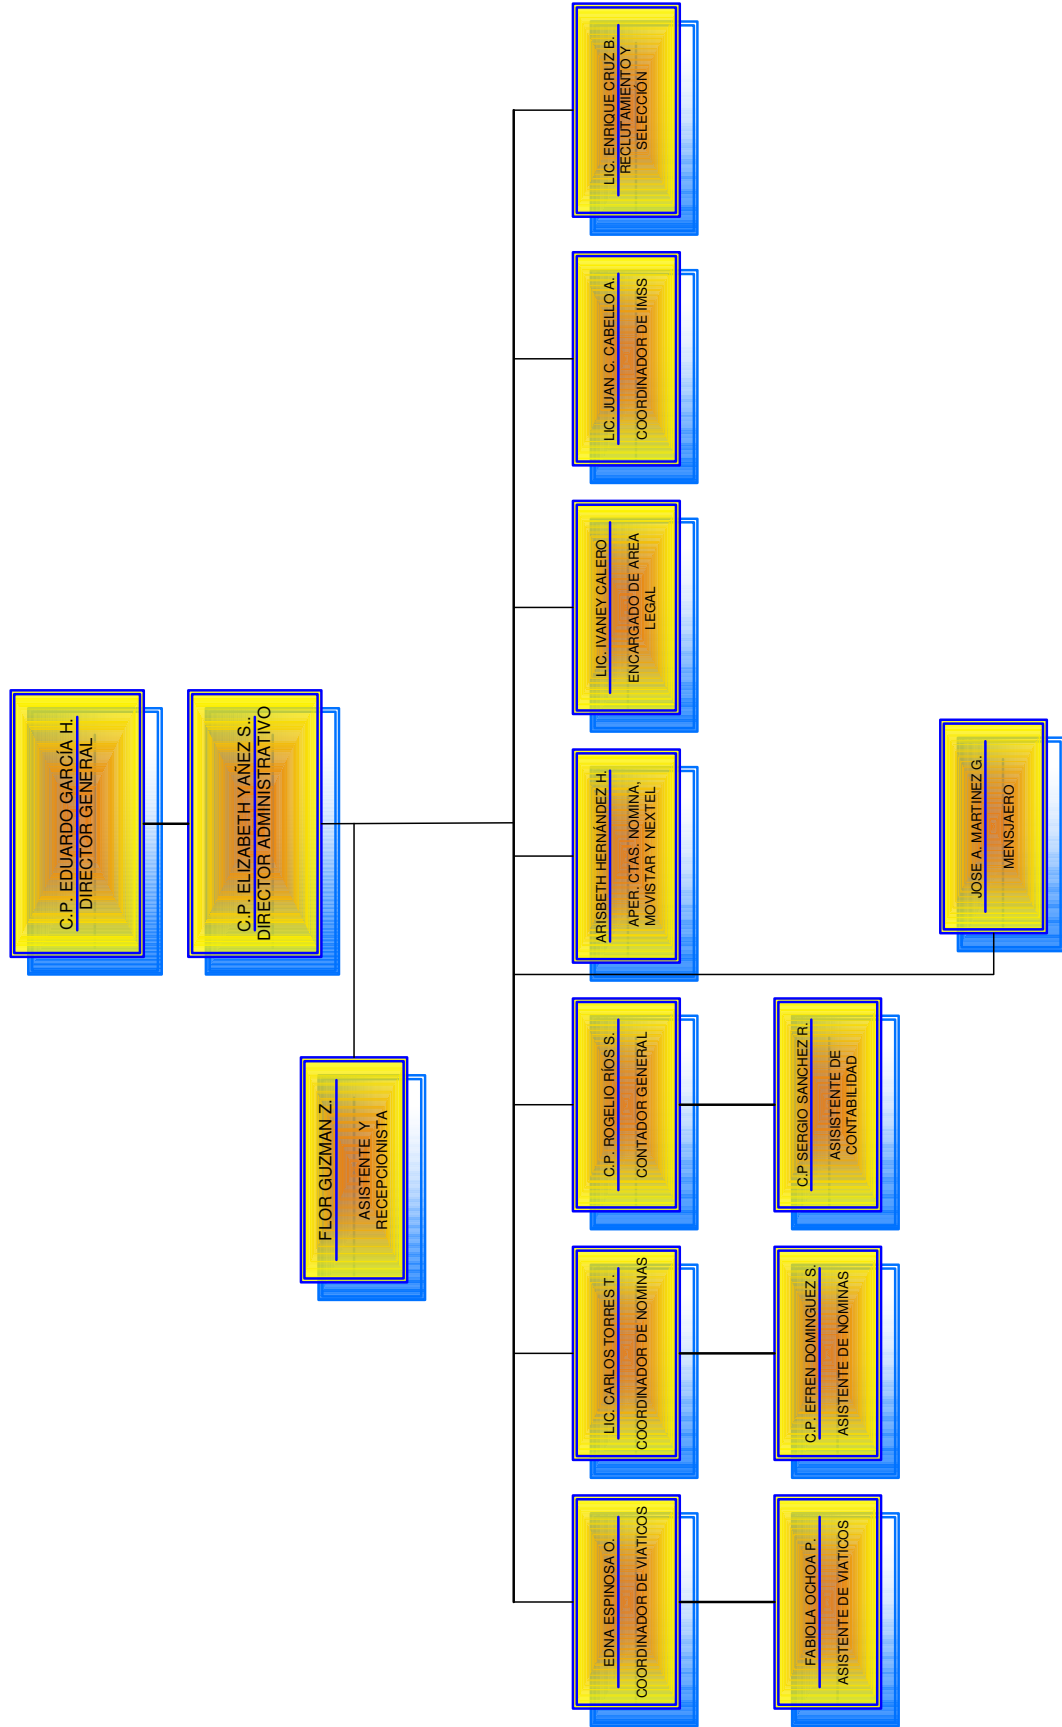 C.P. EDUARDO GARCÍA H.
DIRECTOR GENERAL
C.P. ELIZABETH YAÑEZ S..
DIRECTOR ADMINISTRATIVO
FLOR GUZMAN Z.
ASISTENTE Y
RECEPCIONISTA
EDNA ESPINOSA O.
COORDINADOR DE VIATICOS
LIC. CARLOS TORRES T.
COORDINADOR DE NOMINAS
C.P. ROGELIO RÍOS S.
CONTADOR GENERAL
ARISBETH HERNÁNDEZ H.
APER. CTAS. NOMINA,
MOVISTAR Y NEXTEL
LIC. IVANEY CALERO
ENCARGADO DE AREA
LEGAL
LIC. JUAN C. CABELLO A.
COORDINADOR DE IMSS
LIC. ENRIQUE CRUZ B.
RECLUTAMIENTO Y
SELECCIÓN
FABIOLA OCHOA P.
ASISTENTE DE VIATICOS
C.P. EFREN DOMINGUEZ S.
ASISTENTE DE NOMINAS
C.P SERGIO SANCHEZ R.
ASISISTENTE DE
CONTABILIDAD
JOSE A. MARTINEZ G.
MENSJAERO